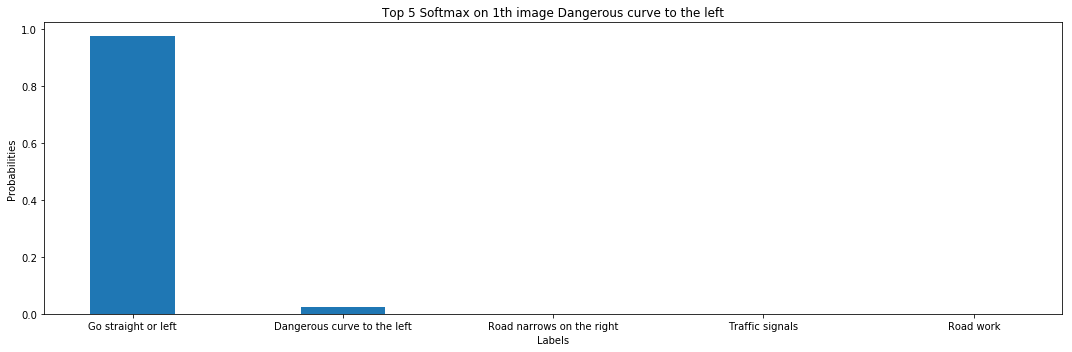 Top 5 Softmax on 1th image Dangerous curve to the left
1.0
0.8
0.6
0.4
0.2
0.0
Probabilities
Go straight or left Dangerous curve to the left Road narrows on the right Traffic signals Road work
Labels